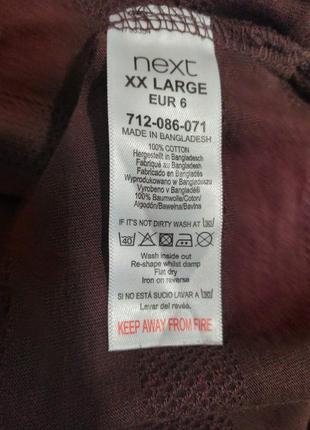 next
XX LARGE
EUR 6
712-086-071
MADE IN BANGLADESH
100% COTTON
Hergestellt in Bangladesch
Fabriqué au Bangladesh
Fabricado en Bangladés
Wyprodukowano w Bangladeszu
Vyrobeno v Bangladéši
100% Baumwolle/Coton/
Algodón/Bawełna/Bavlna
IF IT'S NOT DIRTY WASH AT 30
40
Wash inside out
Re-shape whilst damp
Flat dry
Iron on reverse
SI NO ESTÁ SUCIO LAVAR A 30
Lavar del revés.
KEEP AWAY FROM FIRE